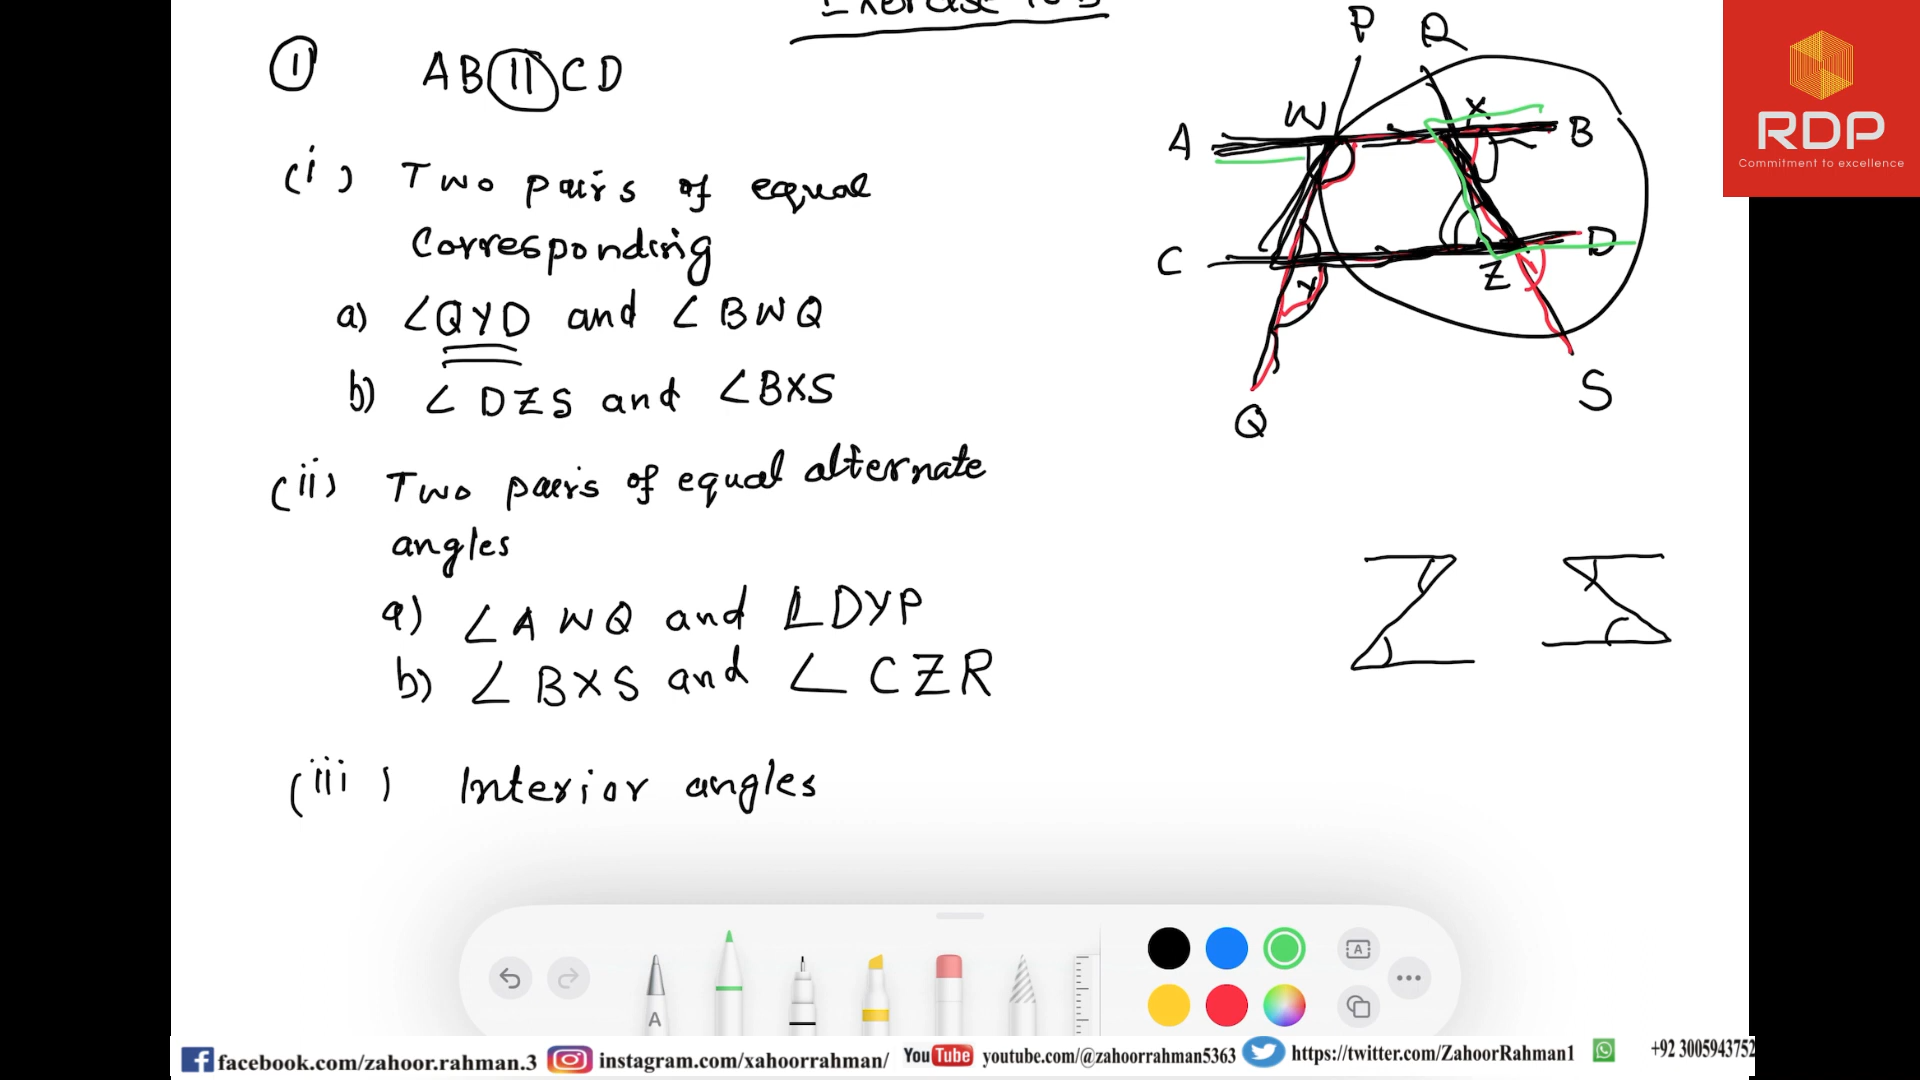 ① AB || CD
(i) Two pairs of equal
Corresponding
a) ∠QYD and ∠BWQ
b) ∠DZS and ∠BXS
(ii) Two pairs of equal alternate
angles
a) ∠AWQ and ∠DYP
b) ∠BXS and ∠CZR
(iii) Interior angles
P R
W X
A B
C D
Y Z
Q S
RDP
Commitment to excellence
A
A
facebook.com/zahoor.rahman.3 instagram.com/xahoorrahman/ YouTube youtube.com/@zahoorrahman5363 https://twitter.com/ZahoorRahman1 +92 3005943752